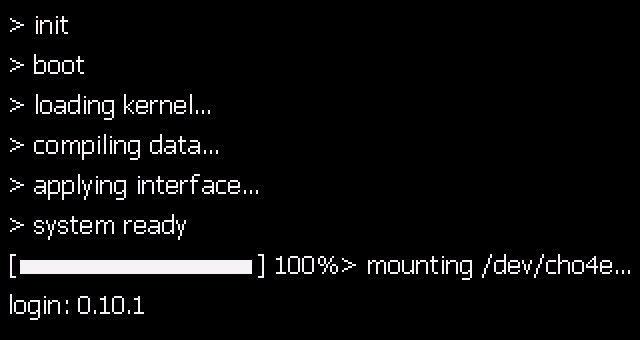 > init
> boot
> loading kernel...
> compiling data...
> applying interface...
> system ready
[ ] 100%> mounting /dev/cho4e...
login: 0.10.1